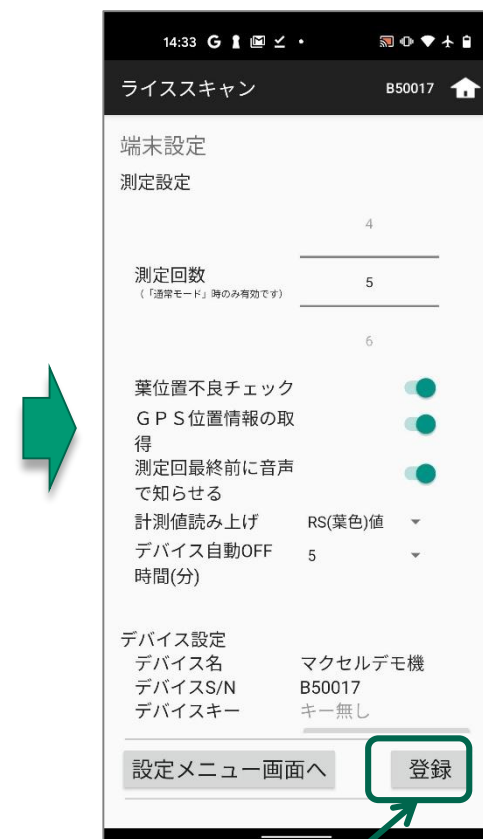 14:33 G
ライススキャン B50017
端末設定
測定設定
4
測定回数 5
(「通常モード」時のみ有効です)
6
葉位置不良チェック
ＧＰＳ位置情報の取
得
測定回最終前に音声
で知らせる
計測値読み上げ RS(葉色)値
デバイス自動OFF 5
時間(分)
デバイス設定
デバイス名 マクセルデモ機
デバイスS/N B50017
デバイスキー キー無し
設定メニュー画面へ 登録